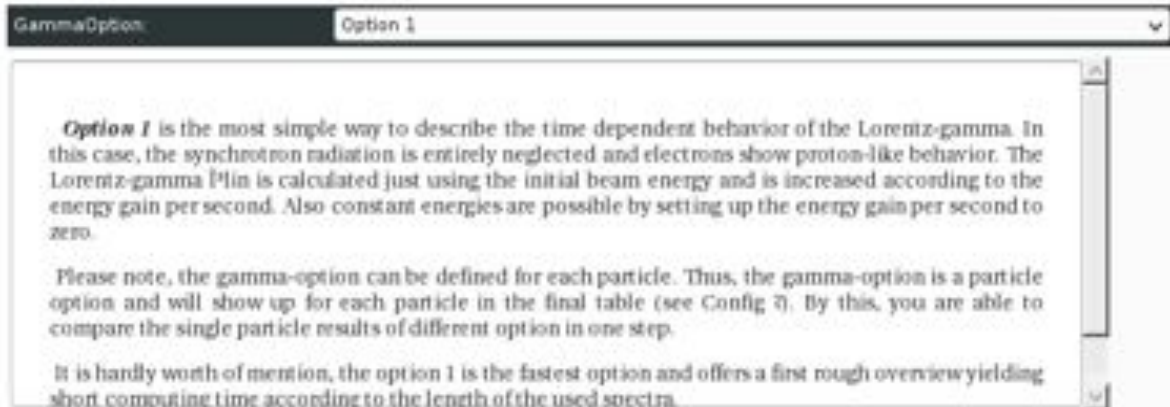 GammaOption: Option 1
Option 1 is the most simple way to describe the time dependent behavior of the Lorentz-gamma. In
this case, the synchrotron radiation is entirely neglected and electrons show proton-like behavior. The
Lorentz-gamma lin is calculated just using the initial beam energy and is increased according to the
energy gain per second. Also constant energies are possible by setting up the energy gain per second to
zero.
Please note, the gamma-option can be defined for each particle. Thus, the gamma-option is a particle
option and will show up for each particle in the final table (see Config ?). By this, you are able to
compare the single particle results of different option in one step.
It is hardly worth of mention, the option 1 is the fastest option and offers a first rough overview yielding
short computing time according to the length of the used spectra.